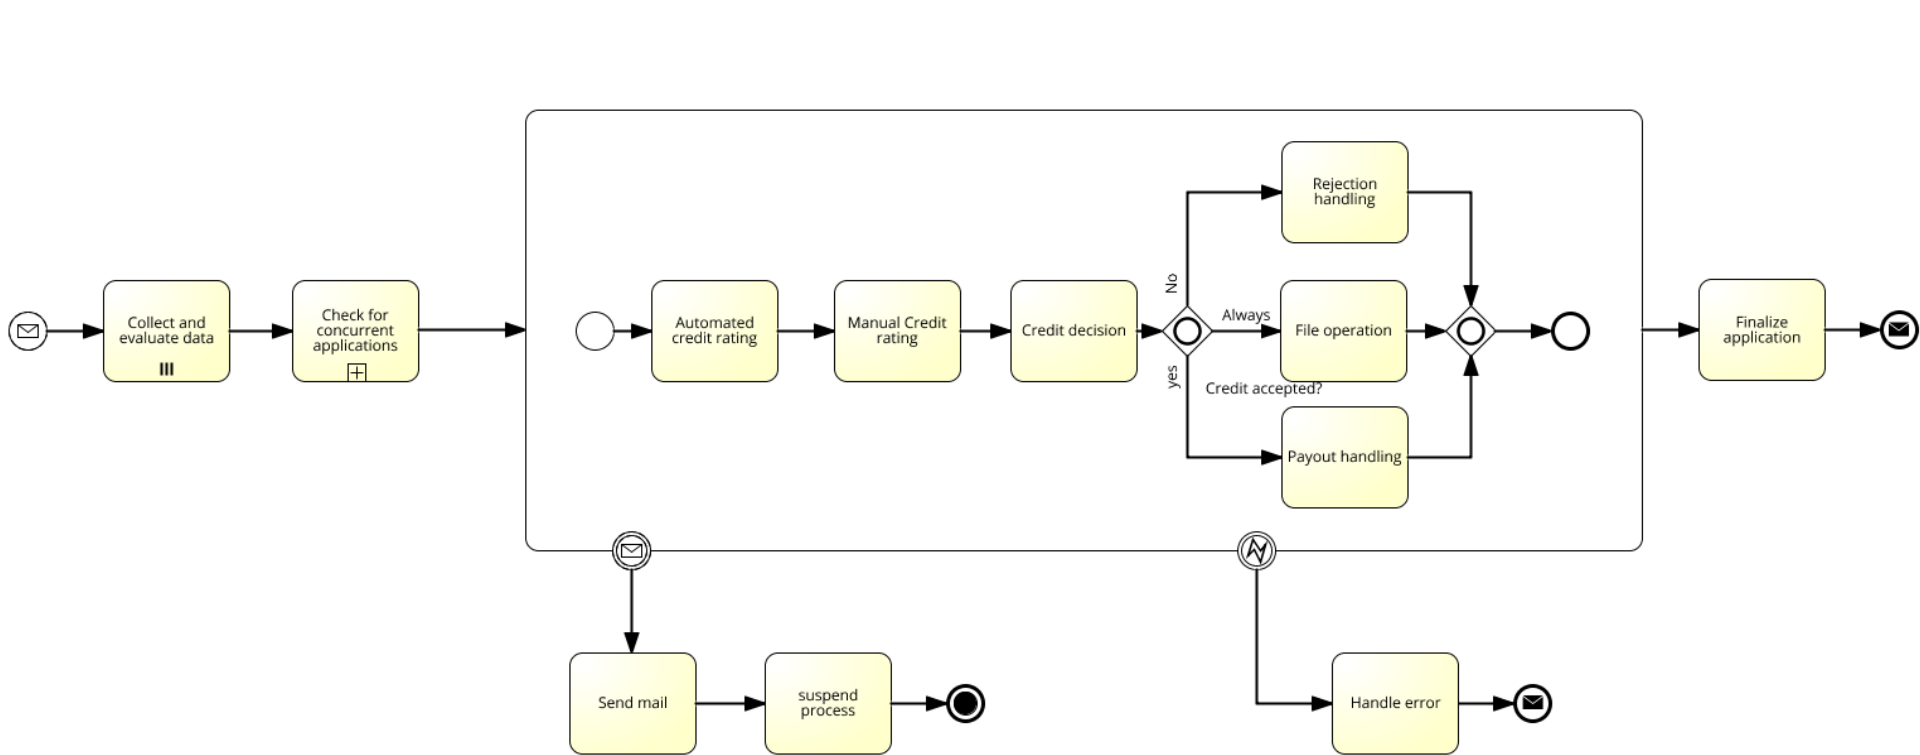 Collect and
evaluate data
Check for
concurrent
applications
Automated
credit rating
Manual Credit
rating
Credit decision
No
Always
yes
Credit accepted?
Rejection
handling
File operation
Payout handling
Finalize
application
Send mail
suspend
process
Handle error